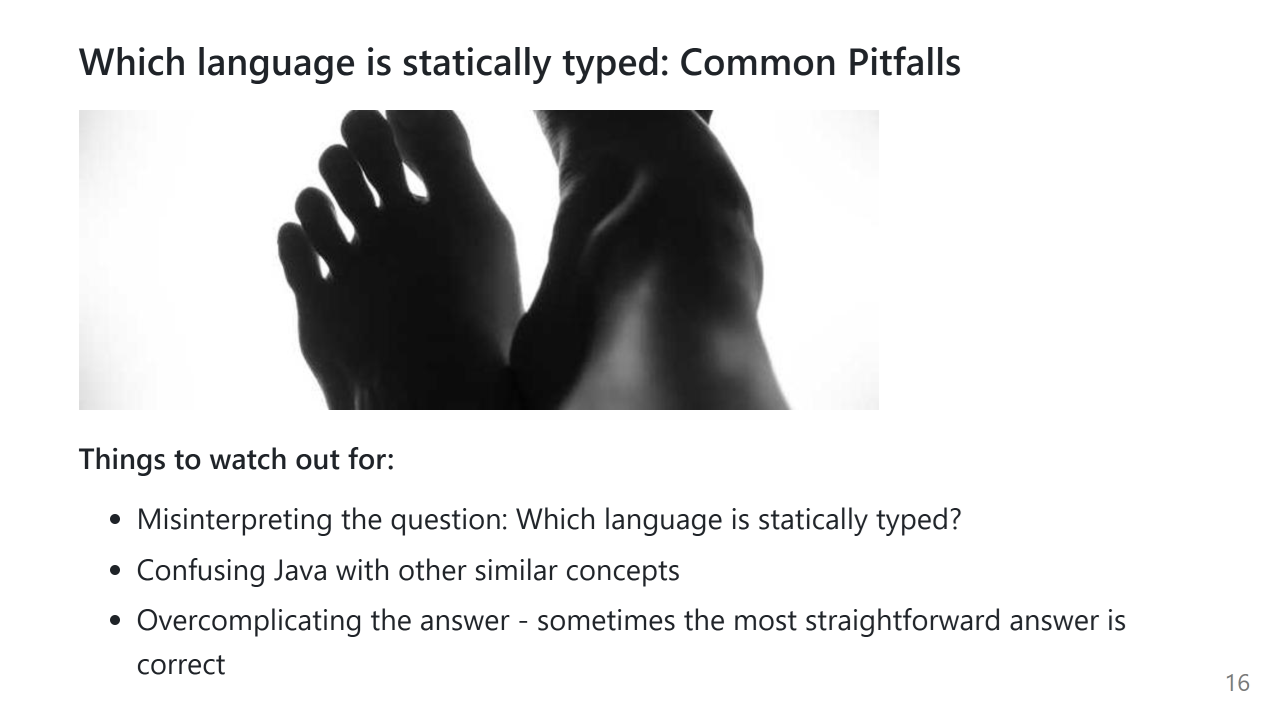 Which language is statically typed: Common Pitfalls
Things to watch out for:
• Misinterpreting the question: Which language is statically typed?
• Confusing Java with other similar concepts
• Overcomplicating the answer - sometimes the most straightforward answer is
correct
16